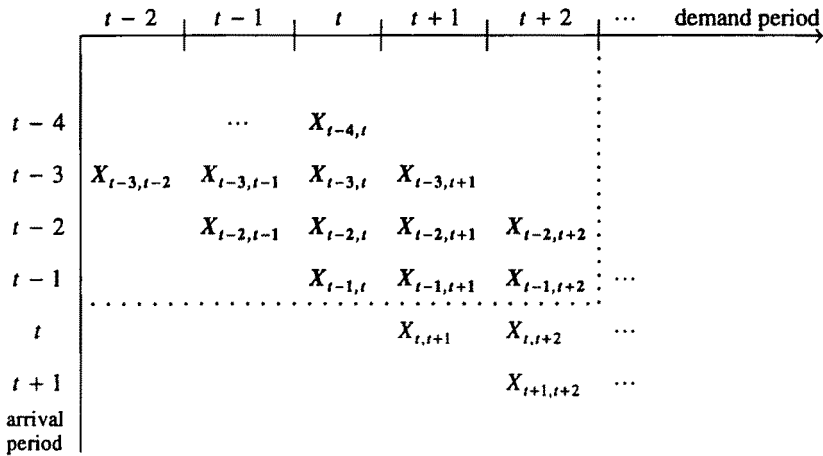 t − 2 t − 1 t t + 1 t + 2 ⋯ demand period
t − 4 ⋯ X_{t−4,t}
t − 3 X_{t−3,t−2} X_{t−3,t−1} X_{t−3,t} X_{t−3,t+1}
t − 2 X_{t−2,t−1} X_{t−2,t} X_{t−2,t+1} X_{t−2,t+2}
t − 1 X_{t−1,t} X_{t−1,t+1} X_{t−1,t+2} ⋯
t X_{t,t+1} X_{t,t+2} ⋯
t + 1 X_{t+1,t+2} ⋯
arrival
period